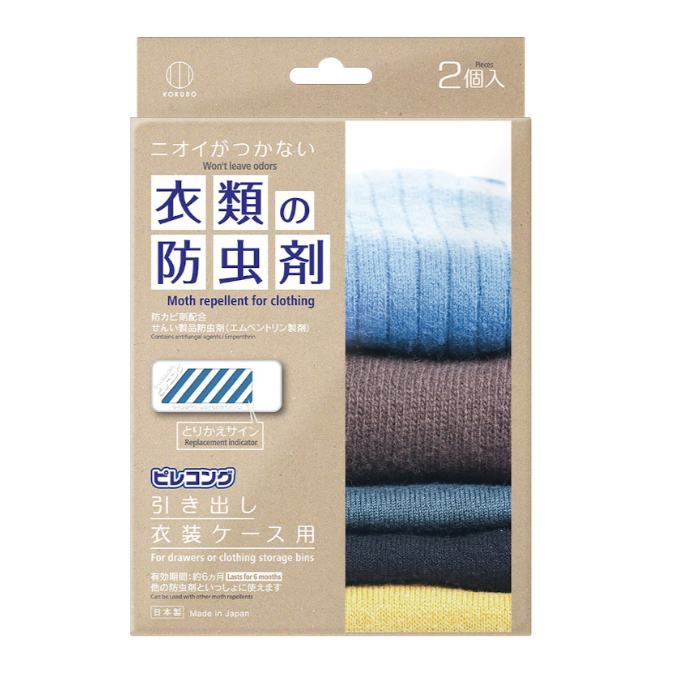 KOKUBO
Pieces
2個入
ニオイがつかない
Won't leave odors
衣類の
防虫剤
Moth repellent for clothing
防カビ剤配合
せんい製品防虫剤（エムペントリン製剤）
Contains antifungal agents / Empenthrin
とりかえサイン
Replacement indicator
ピレコング
引き出し
衣装ケース用
For drawers or clothing storage bins
有効期間：約6ヵ月 Lasts for 6 months
他の防虫剤といっしょに使えます
Can be used with other moth repellents
日本製 Made in Japan